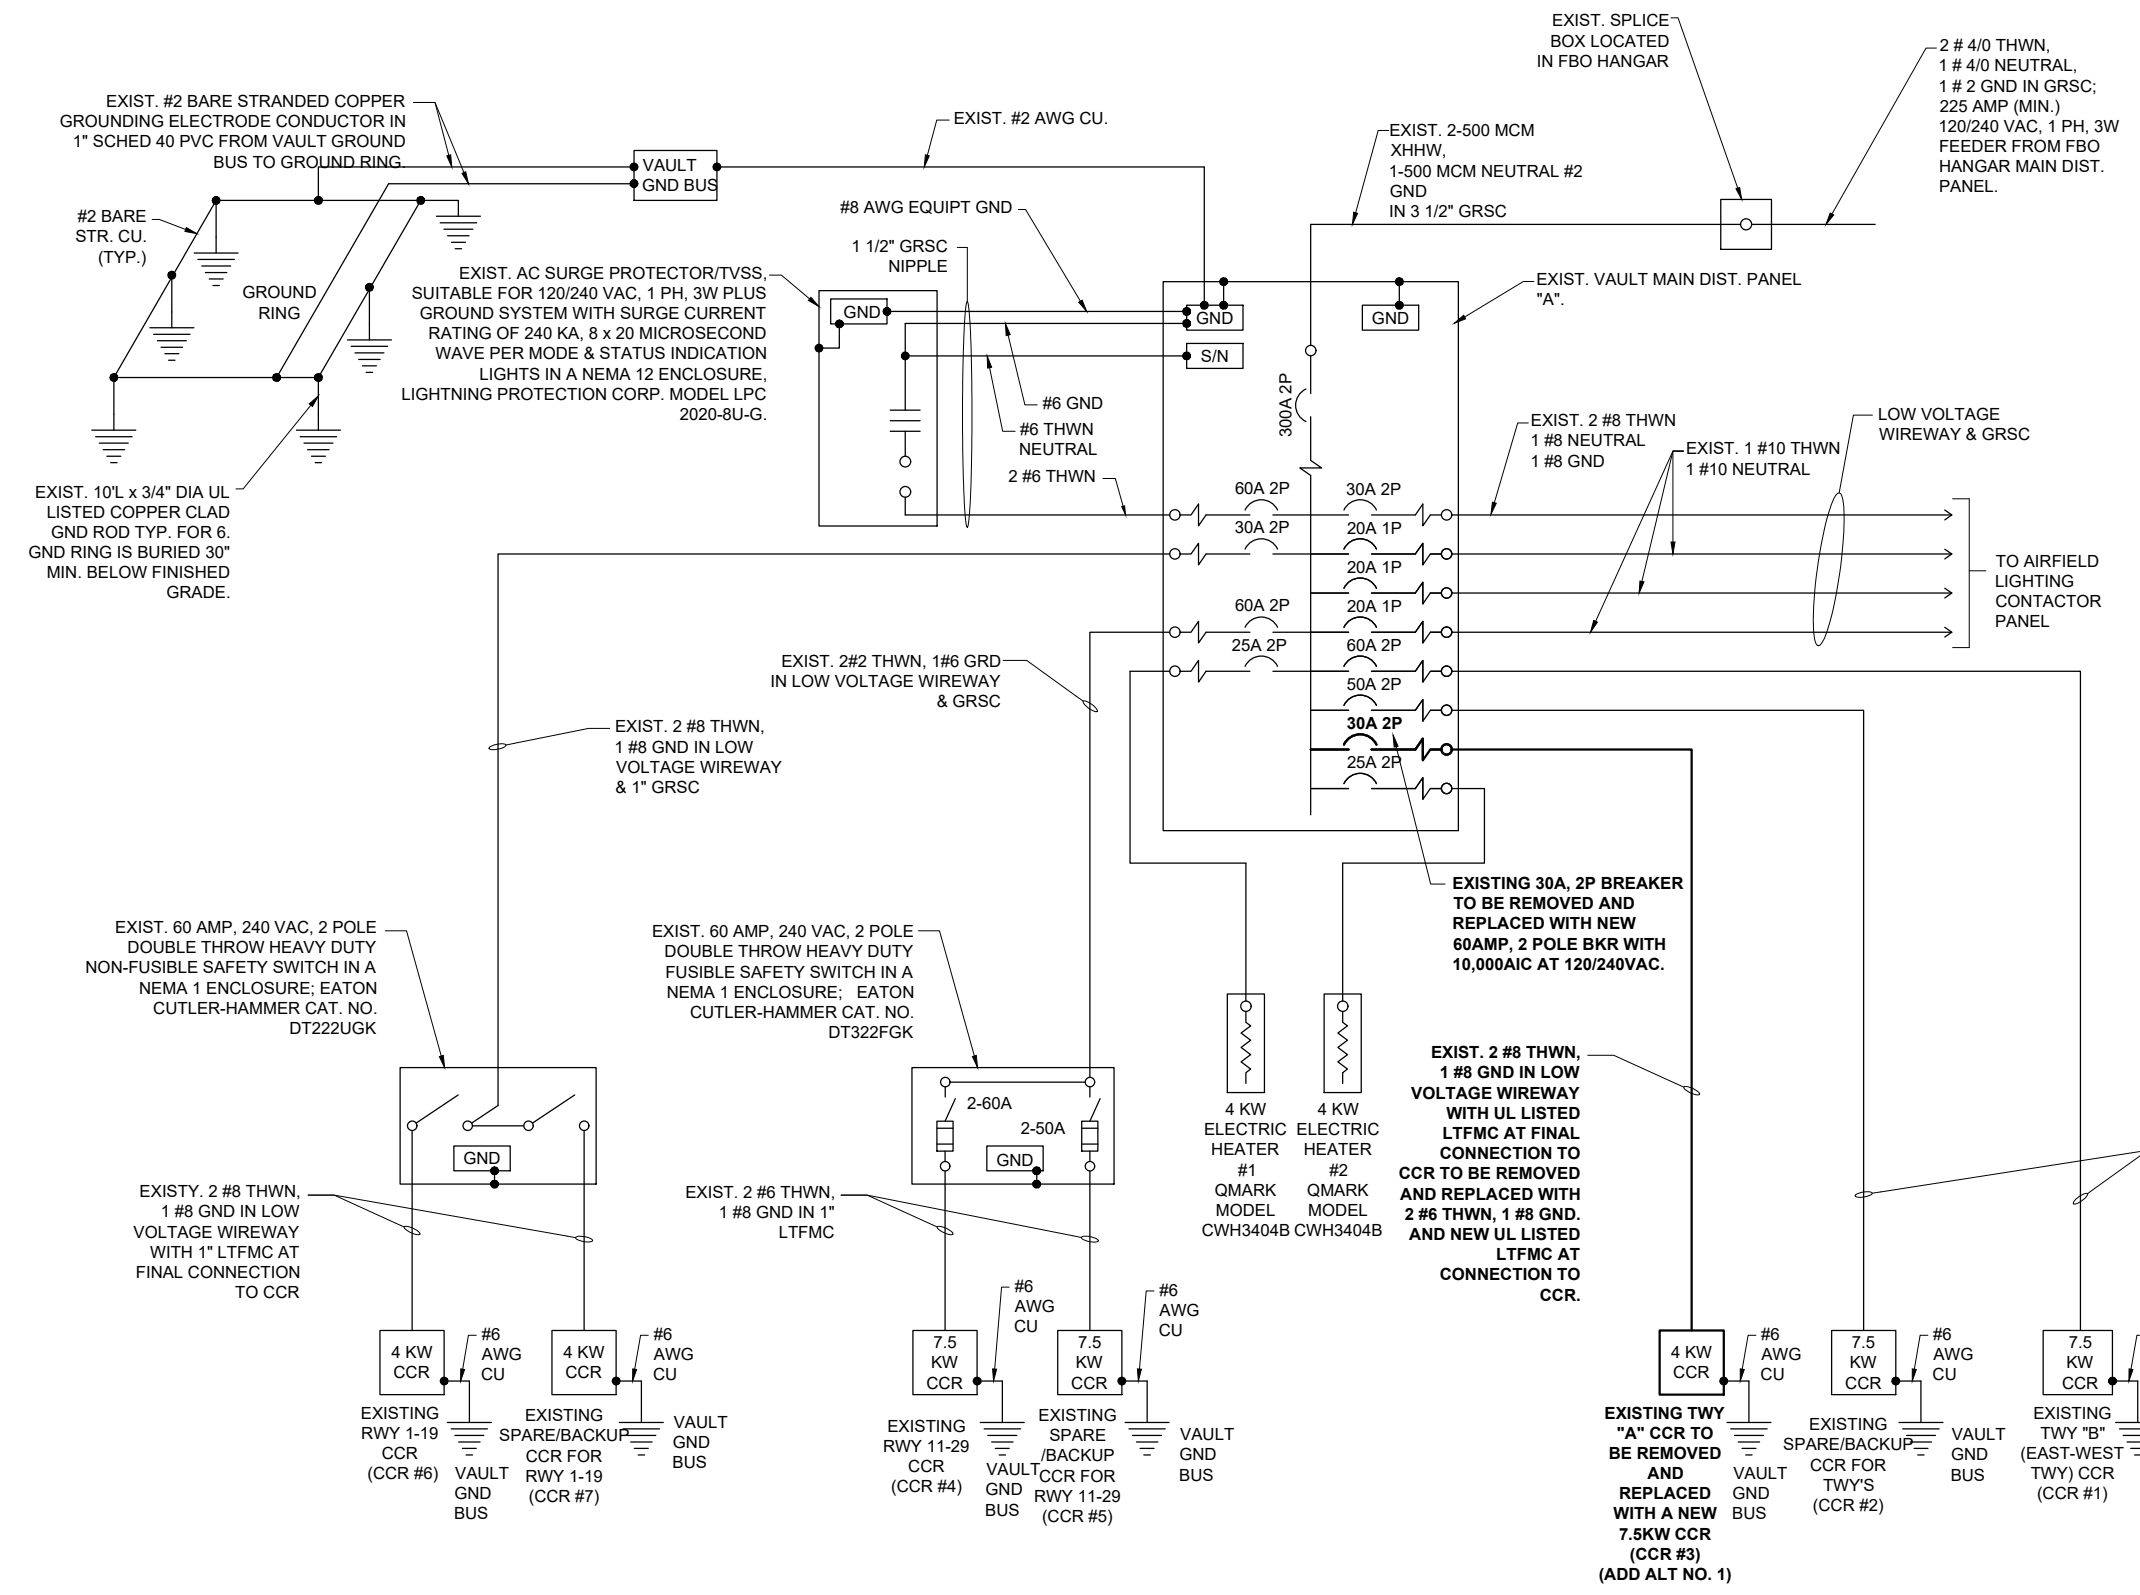 EXIST. SPLICE
BOX LOCATED
IN FBO HANGAR
2 # 4/0 THWN,
1 # 4/0 NEUTRAL,
1 # 2 GND IN GRSC;
225 AMP (MIN.)
120/240 VAC, 1 PH, 3W
FEEDER FROM FBO
HANGAR MAIN DIST.
PANEL.
EXIST. #2 BARE STRANDED COPPER
GROUNDING ELECTRODE CONDUCTOR IN
1" SCHED 40 PVC FROM VAULT GROUND
BUS TO GROUND RING.
VAULT
GND BUS
EXIST. #2 AWG CU.
EXIST. 2-500 MCM
XHHW,
1-500 MCM NEUTRAL #2
GND
IN 3 1/2" GRSC
#2 BARE
STR. CU.
(TYP.)
GROUND
RING
#8 AWG EQUIPT GND
1 1/2" GRSC
NIPPLE
EXIST. AC SURGE PROTECTOR/TVSS,
SUITABLE FOR 120/240 VAC, 1 PH, 3W PLUS
GROUND SYSTEM WITH SURGE CURRENT
RATING OF 240 KA, 8 x 20 MICROSECOND
WAVE PER MODE & STATUS INDICATION
LIGHTS IN A NEMA 12 ENCLOSURE,
LIGHTNING PROTECTION CORP. MODEL LPC
2020-8U-G.
GND
GND
S/N
GND
EXIST. VAULT MAIN DIST. PANEL
"A".
300A 2P
#6 GND
#6 THWN
NEUTRAL
2 #6 THWN
EXIST. 2 #8 THWN
1 #8 NEUTRAL
1 #8 GND
EXIST. 1 #10 THWN
1 #10 NEUTRAL
LOW VOLTAGE
WIREWAY & GRSC
EXIST. 10'L x 3/4" DIA UL
LISTED COPPER CLAD
GND ROD TYP. FOR 6.
GND RING IS BURIED 30"
MIN. BELOW FINISHED
GRADE.
60A 2P
30A 2P
30A 2P
20A 1P
20A 1P
60A 2P
20A 1P
25A 2P
60A 2P
50A 2P
30A 2P
25A 2P
TO AIRFIELD
LIGHTING
CONTACTOR
PANEL
EXIST. 2#2 THWN, 1#6 GRD
IN LOW VOLTAGE WIREWAY
& GRSC
EXIST. 2 #8 THWN,
1 #8 GND IN LOW
VOLTAGE WIREWAY
& 1" GRSC
EXISTING 30A, 2P BREAKER
TO BE REMOVED AND
REPLACED WITH NEW
60AMP, 2 POLE BKR WITH
10,000AIC AT 120/240VAC.
EXIST. 60 AMP, 240 VAC, 2 POLE
DOUBLE THROW HEAVY DUTY
NON-FUSIBLE SAFETY SWITCH IN A
NEMA 1 ENCLOSURE; EATON
CUTLER-HAMMER CAT. NO.
DT222UGK
EXIST. 60 AMP, 240 VAC, 2 POLE
DOUBLE THROW HEAVY DUTY
FUSIBLE SAFETY SWITCH IN A
NEMA 1 ENCLOSURE; EATON
CUTLER-HAMMER CAT. NO.
DT322FGK
GND
2-60A
2-50A
GND
4 KW
ELECTRIC
HEATER
#1
QMARK
MODEL
CWH3404B
4 KW
ELECTRIC
HEATER
#2
QMARK
MODEL
CWH3404B
EXIST. 2 #8 THWN,
1 #8 GND IN LOW
VOLTAGE WIREWAY
WITH UL LISTED
LTFMC AT FINAL
CONNECTION TO
CCR TO BE REMOVED
AND REPLACED WITH
2 #6 THWN, 1 #8 GND.
AND NEW UL LISTED
LTFMC AT
CONNECTION TO
CCR.
EXISTY. 2 #8 THWN,
1 #8 GND IN LOW
VOLTAGE WIREWAY
WITH 1" LTFMC AT
FINAL CONNECTION
TO CCR
EXIST. 2 #6 THWN,
1 #8 GND IN 1"
LTFMC
4 KW
CCR
#6
AWG
CU
EXISTING
RWY 1-19
CCR
(CCR #6)
VAULT
GND
BUS
4 KW
CCR
#6
AWG
CU
EXISTING
SPARE/BACKUP
CCR FOR
RWY 1-19
(CCR #7)
VAULT
GND
BUS
7.5
KW
CCR
#6
AWG
CU
EXISTING
RWY 11-29
CCR
(CCR #4)
VAULT
GND
BUS
7.5
KW
CCR
#6
AWG
CU
EXISTING
SPARE
/BACKUP
CCR FOR
RWY 11-29
(CCR #5)
VAULT
GND
BUS
4 KW
CCR
#6
AWG
CU
EXISTING TWY
"A" CCR TO
BE REMOVED
AND
REPLACED
WITH A NEW
7.5KW CCR
(CCR #3)
(ADD ALT NO. 1)
VAULT
GND
BUS
7.5
KW
CCR
#6
AWG
CU
EXISTING
SPARE/BACKUP
CCR FOR
TWY'S
(CCR #2)
VAULT
GND
BUS
7.5
KW
CCR
EXISTING
TWY "B"
(EAST-WEST
TWY) CCR
(CCR #1)